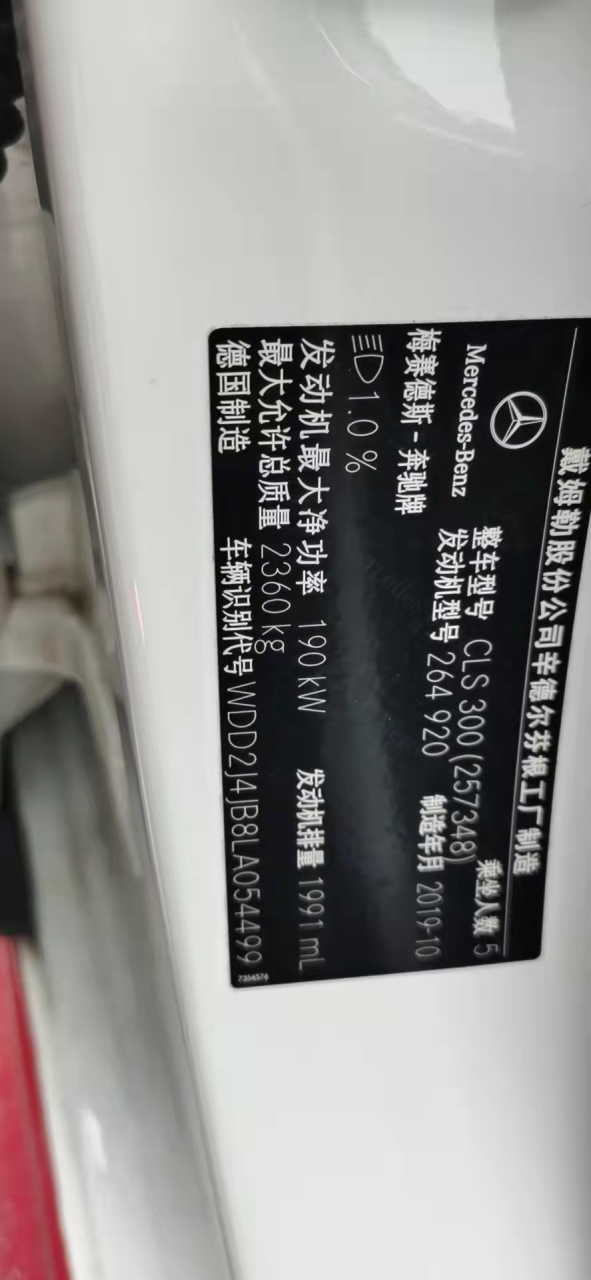 戴姆勒股份公司辛德尔芬根工厂制造
Mercedes-Benz
整车型号 CLS 300 (257348) 乘坐人数 5
梅赛德斯-奔驰牌 发动机型号 264 920 制造年月 2019-10
1.0 %
发动机最大净功率 190 kW 发动机排量 1991 mL
最大允许总质量 2360 kg
德国制造 车辆识别代号 WDD2J4JB8LA054499
7354574